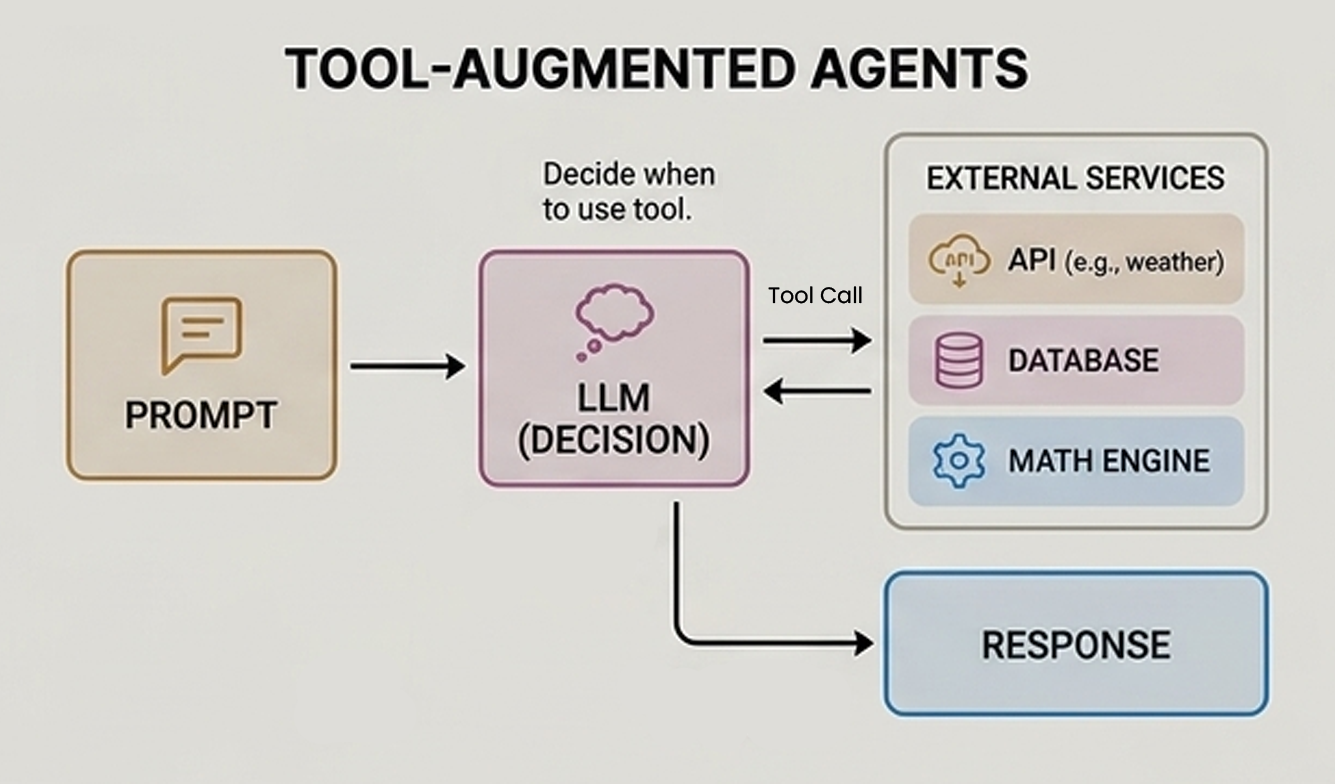 TOOL-AUGMENTED AGENTS
Decide when
to use tool.
PROMPT
LLM
(DECISION)
Tool Call
EXTERNAL SERVICES
API
API (e.g., weather)
DATABASE
MATH ENGINE
RESPONSE